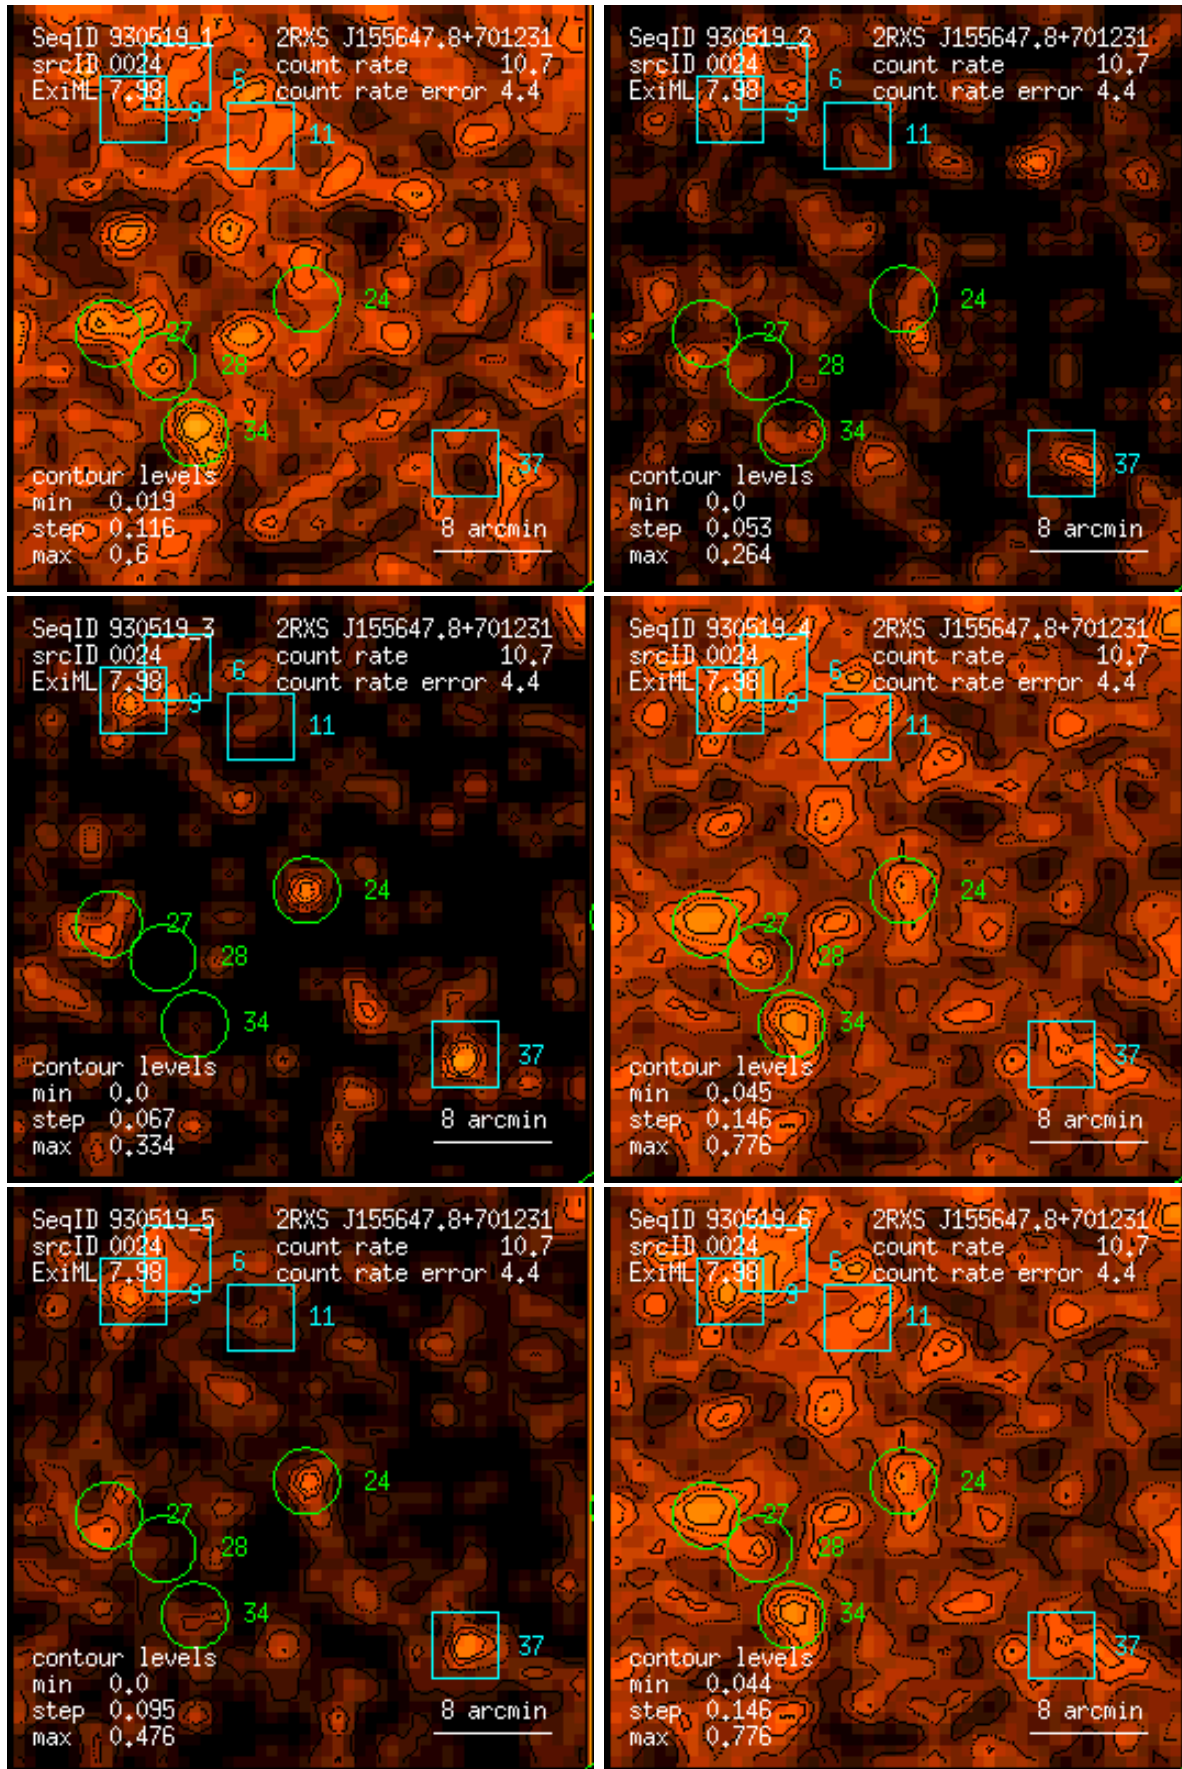 SeqID 930519_1 2RXS J155647.8+701231
srcID 0024 count rate 10.7
ExiML 7.98 count rate error 4.4
6
9
11
24
27
28
34
37
contour levels
min 0.019
step 0.116
max 0.6
8 arcmin
SeqID 930519_2 2RXS J155647.8+701231
srcID 0024 count rate 10.7
ExiML 7.98 count rate error 4.4
6
9
11
24
27
28
34
37
contour levels
min 0.0
step 0.053
max 0.264
8 arcmin
SeqID 930519_3 2RXS J155647.8+701231
srcID 0024 count rate 10.7
ExiML 7.98 count rate error 4.4
6
9
11
24
27
28
34
37
contour levels
min 0.0
step 0.067
max 0.334
8 arcmin
SeqID 930519_4 2RXS J155647.8+701231
srcID 0024 count rate 10.7
ExiML 7.98 count rate error 4.4
6
9
11
24
27
28
34
37
contour levels
min 0.045
step 0.146
max 0.776
8 arcmin
SeqID 930519_5 2RXS J155647.8+701231
srcID 0024 count rate 10.7
ExiML 7.98 count rate error 4.4
6
9
11
24
27
28
34
37
contour levels
min 0.0
step 0.095
max 0.476
8 arcmin
SeqID 930519_6 2RXS J155647.8+701231
srcID 0024 count rate 10.7
ExiML 7.98 count rate error 4.4
6
9
11
24
27
28
34
37
contour levels
min 0.044
step 0.146
max 0.776
8 arcmin